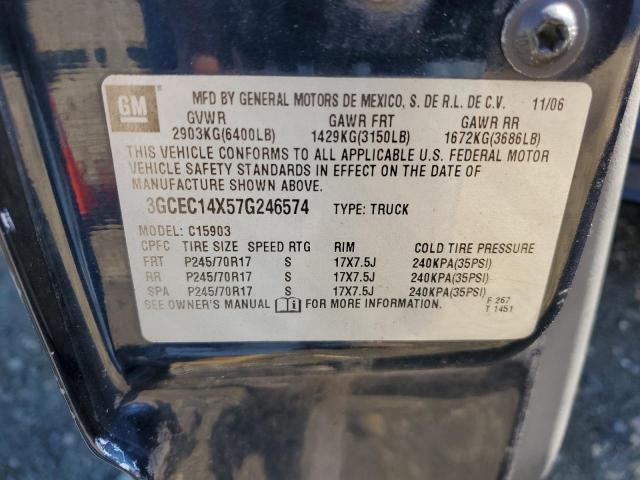 GM
MFD BY GENERAL MOTORS DE MEXICO, S. DE R.L. DE C.V. 11/06
GVWR GAWR FRT GAWR RR
2903KG(6400LB) 1429KG(3150LB) 1672KG(3686LB)
THIS VEHICLE CONFORMS TO ALL APPLICABLE U.S. FEDERAL MOTOR
VEHICLE SAFETY STANDARDS IN EFFECT ON THE DATE OF
MANUFACTURE SHOWN ABOVE.
3GCEC14X57G246574 TYPE: TRUCK
MODEL: C15903
CPFC TIRE SIZE SPEED RTG RIM COLD TIRE PRESSURE
FRT P245/70R17 S 17X7.5J 240KPA(35PSI)
RR P245/70R17 S 17X7.5J 240KPA(35PSI)
SPA P245/70R17 S 17X7.5J 240KPA(35PSI)
SEE OWNER'S MANUAL FOR MORE INFORMATION.
F 267
T 1451